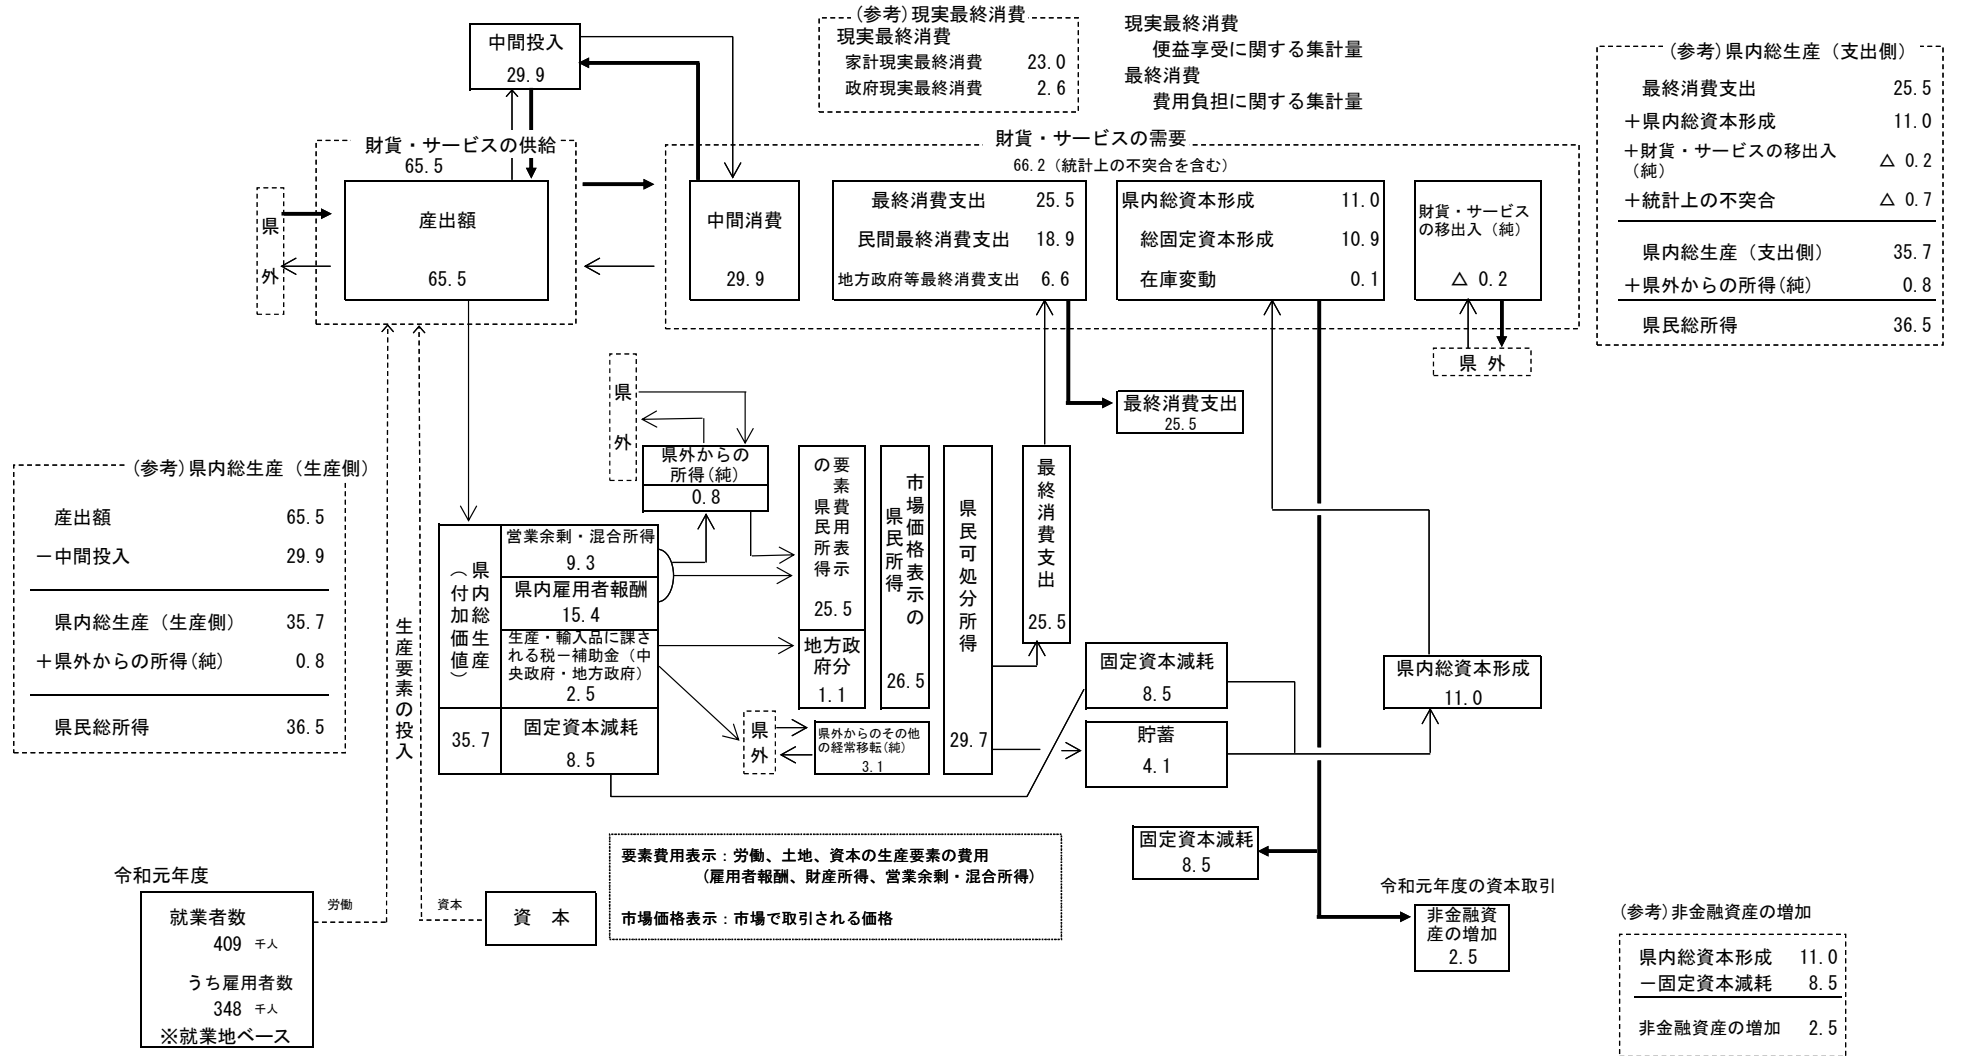 中間投入
29.9
(参考)現実最終消費
現実最終消費
家計現実最終消費 23.0
政府現実最終消費 2.6
現実最終消費
便益享受に関する集計量
最終消費
費用負担に関する集計量
(参考)県内総生産（支出側）
最終消費支出 25.5
＋県内総資本形成 11.0
＋財貨・サービスの移出入
(純) △ 0.2
＋統計上の不突合 △ 0.7
県内総生産（支出側） 35.7
＋県外からの所得(純) 0.8
県民総所得 36.5
財貨・サービスの供給
65.5
県
外
産出額
65.5
財貨・サービスの需要
66.2（統計上の不突合を含む）
中間消費
29.9
最終消費支出 25.5
民間最終消費支出 18.9
地方政府等最終消費支出 6.6
県内総資本形成 11.0
総固定資本形成 10.9
在庫変動 0.1
財貨・サービス
の移出入（純）
△ 0.2
県 外
最終消費支出
25.5
(参考)県内総生産（生産側）
産出額 65.5
－中間投入 29.9
県内総生産（生産側） 35.7
＋県外からの所得(純) 0.8
県民総所得 36.5
生産要素の投入
県
外
県外からの
所得(純)
0.8
県内総生産
（付加価値）
35.7
営業余剰・混合所得
9.3
県内雇用者報酬
15.4
生産・輸入品に課さ
れる税－補助金（中
央政府・地方政府）
2.5
固定資本減耗
8.5
要素費用表示
の県民所得
25.5
地方政
府分
1.1
市場価格表示の
県民所得
26.5
県民可処分所得
29.7
最終消費支出
25.5
県
外
県外からのその他
の経常移転(純)
3.1
固定資本減耗
8.5
貯蓄
4.1
県内総資本形成
11.0
固定資本減耗
8.5
令和元年度の資本取引
非金融資
産の増加
2.5
令和元年度
就業者数
409 千人
うち雇用者数
348 千人
※就業地ベース
労働
資本
資 本
要素費用表示：労働、土地、資本の生産要素の費用
（雇用者報酬、財産所得、営業余剰・混合所得）
市場価格表示：市場で取引される価格
(参考)非金融資産の増加
県内総資本形成 11.0
－固定資本減耗 8.5
非金融資産の増加 2.5